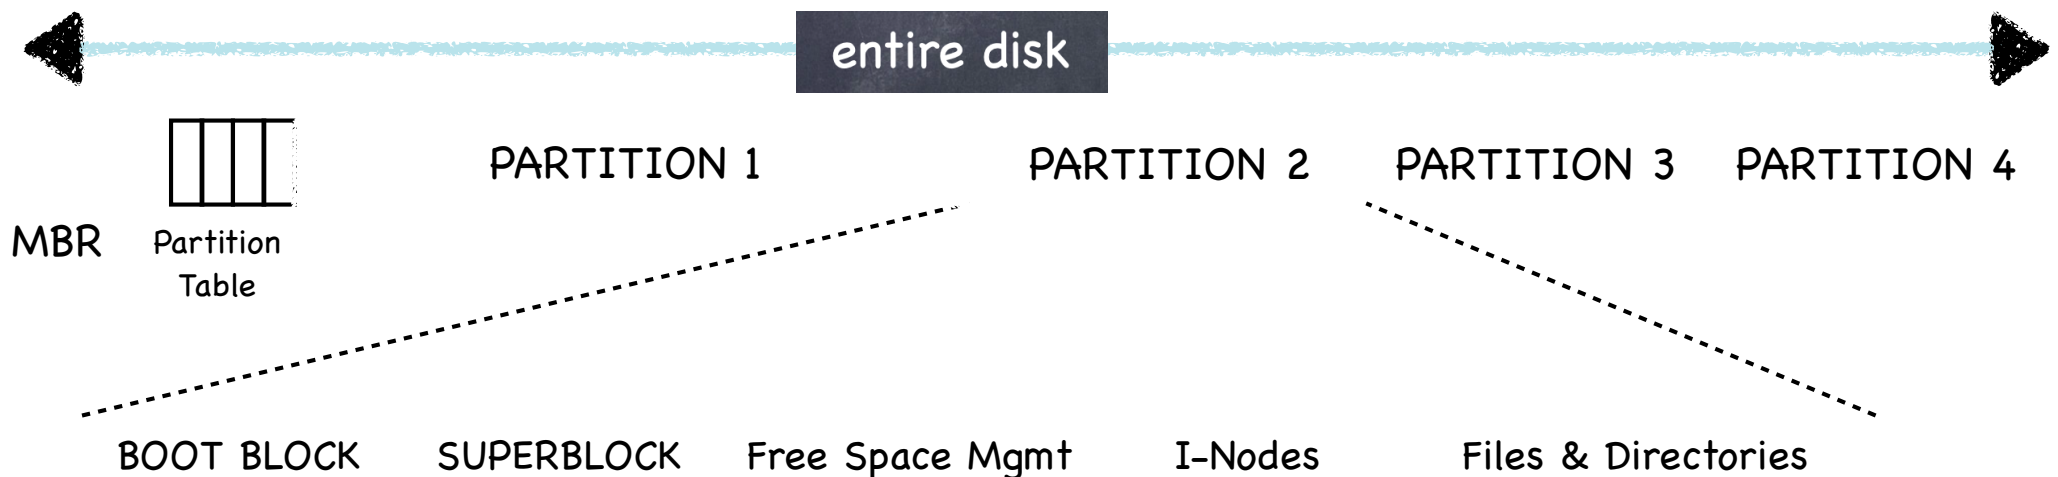 entire disk
PARTITION 1 PARTITION 2 PARTITION 3 PARTITION 4
MBR Partition
Table
BOOT BLOCK SUPERBLOCK Free Space Mgmt I-Nodes Files & Directories